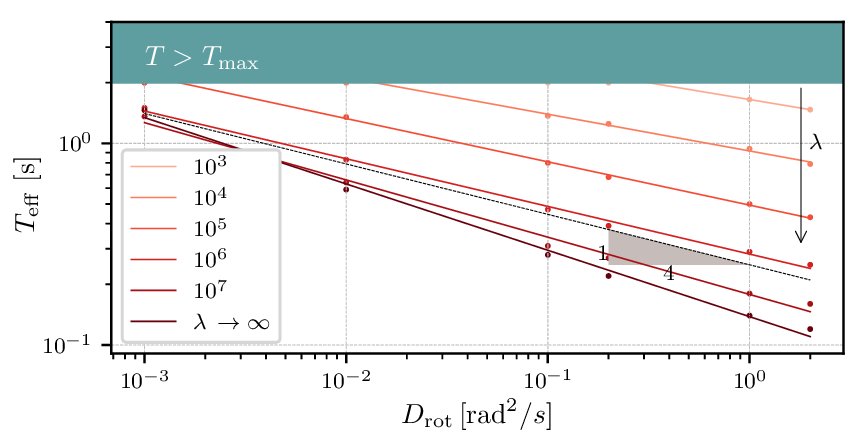 T > T_max
10^0
10^-1
T_eff [s]
λ
1
4
10^3
10^4
10^5
10^6
10^7
λ → ∞
10^-3
10^-2
10^-1
10^0
D_rot [rad^2/s]